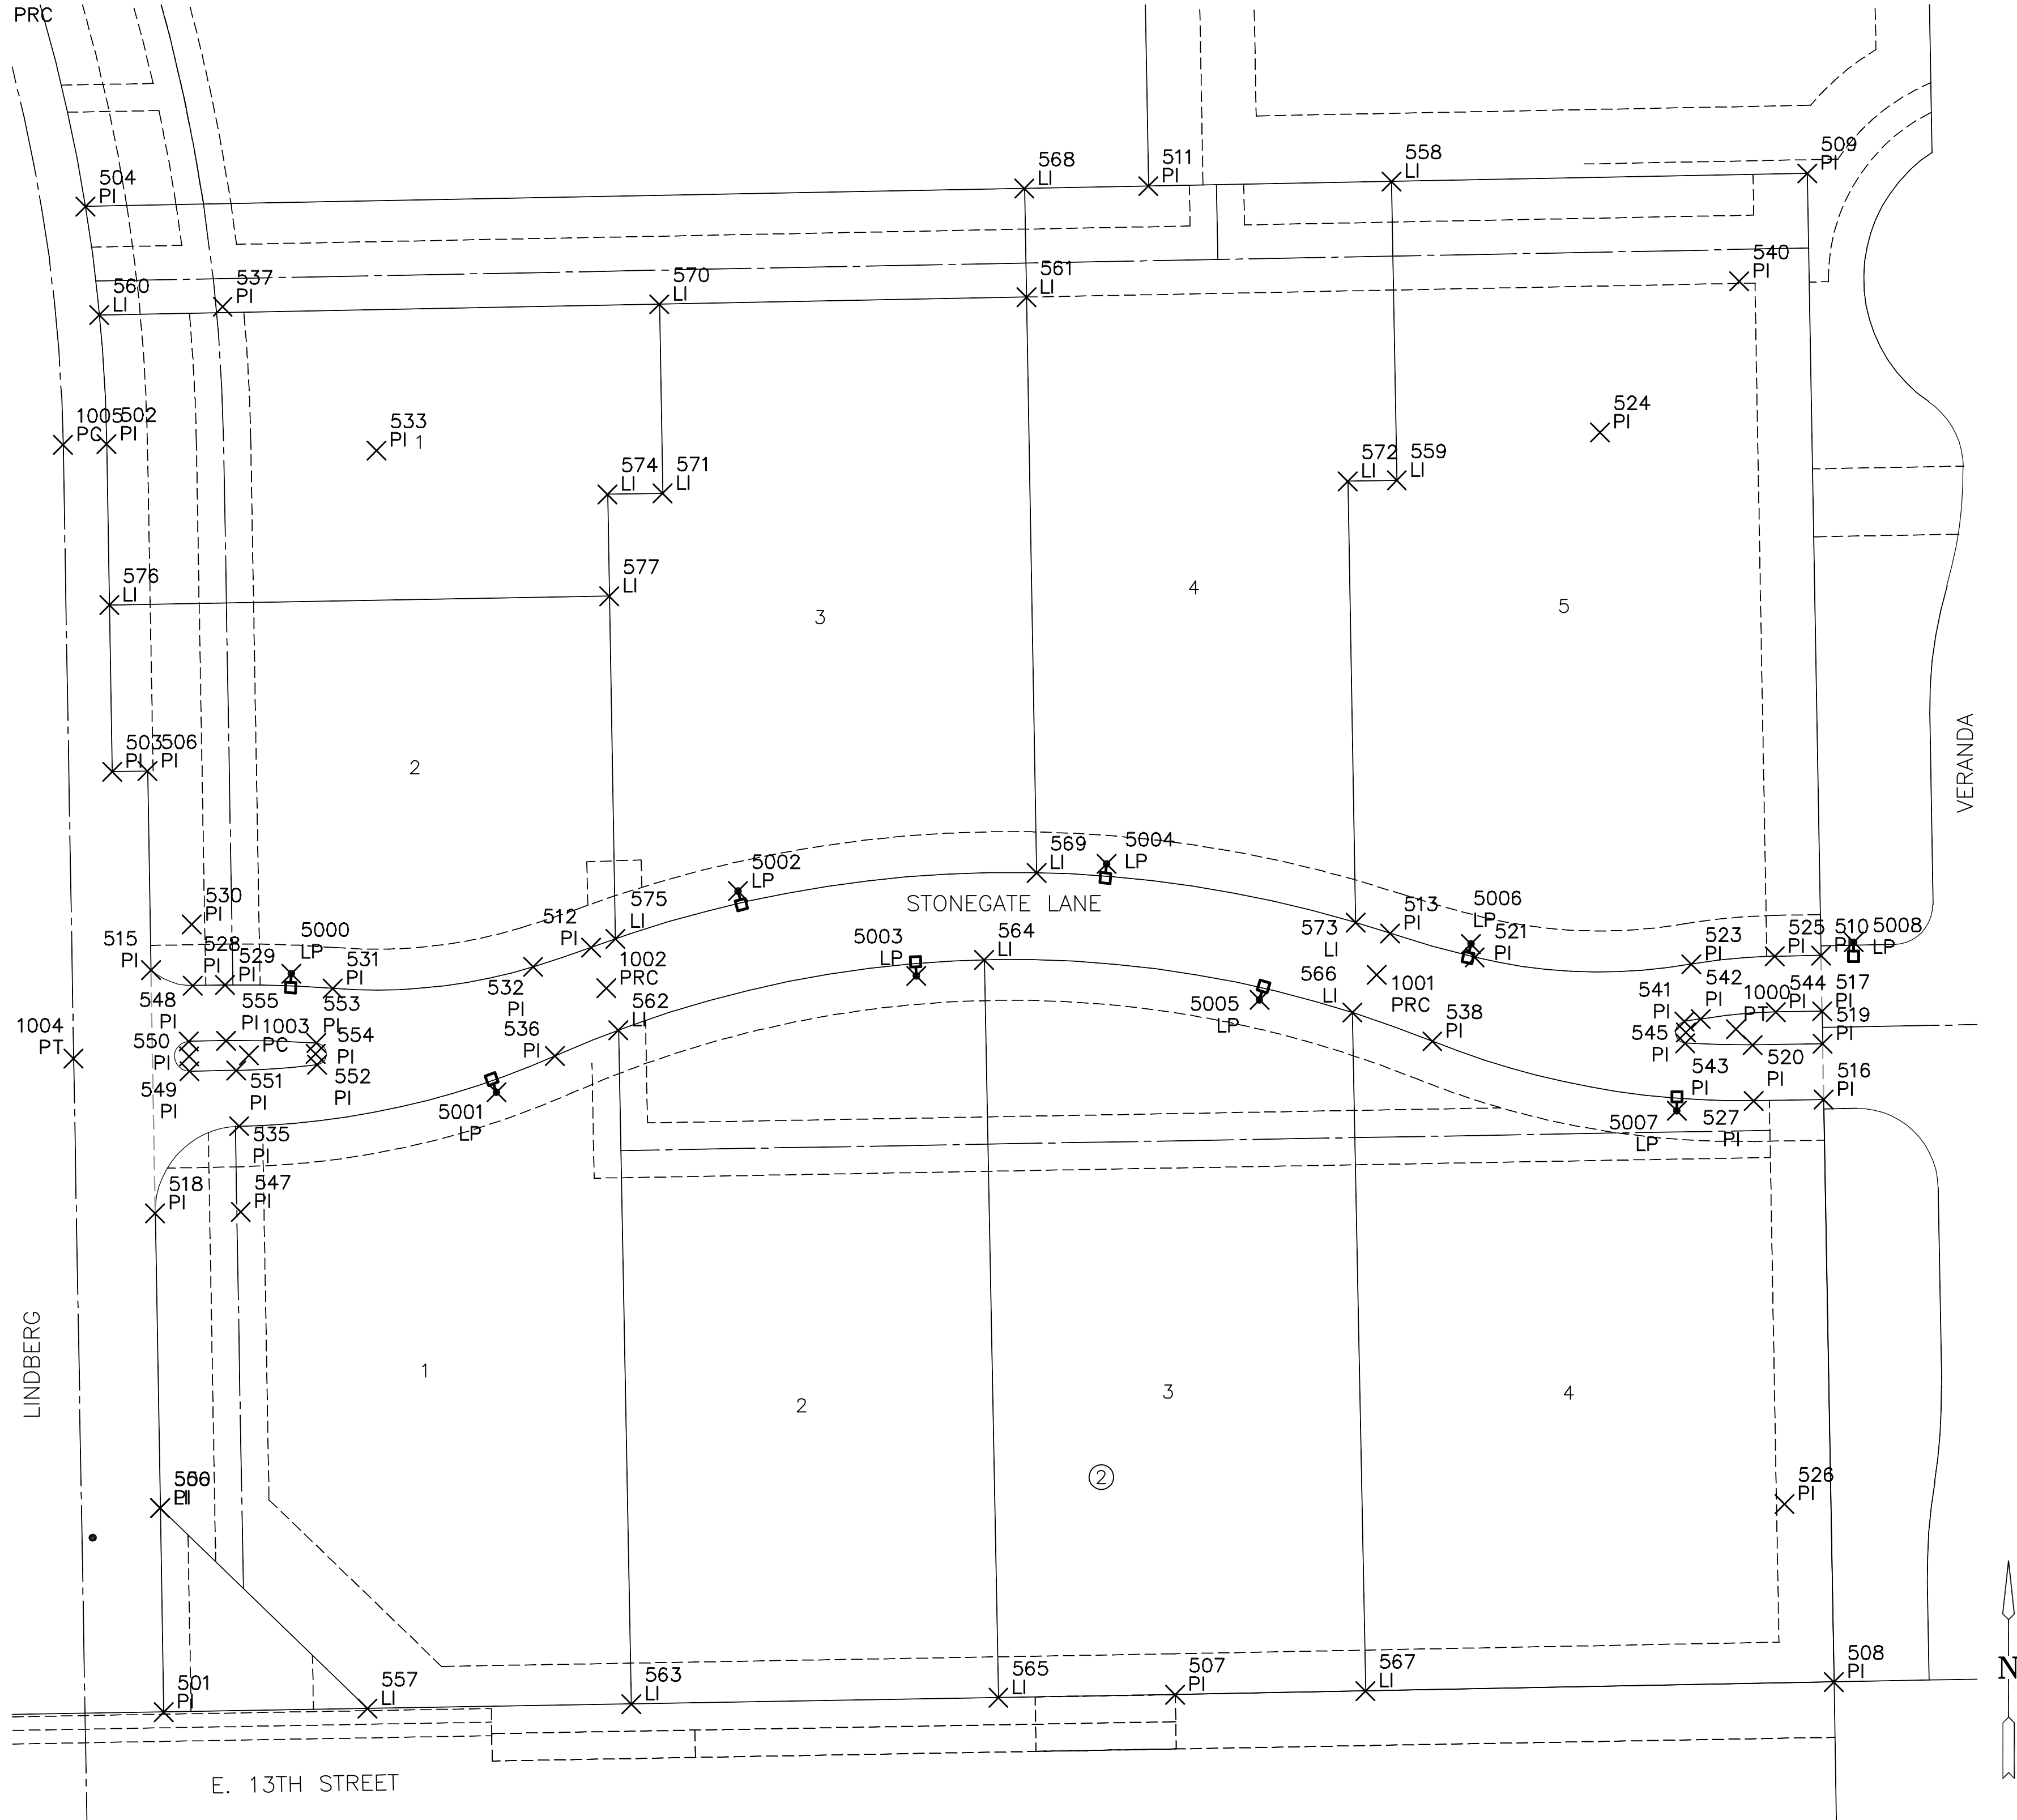 PRC
504
PI
568
LI
511
PI
558
LI
509
PI
560
LI
537
PI
570
LI
561
LI
540
PI
1005
PC
502
PI
533
PI
1
524
PI
574
LI
571
LI
572
LI
559
LI
576
LI
577
LI
3
4
5
503
PI
506
PI
2
VERANDA
530
PI
5002
LP
569
LI
5004
LP
STONEGATE LANE
515
PI
528
PI
529
PI
5000
LP
531
PI
512
PI
575
LI
532
PI
1002
PRC
5003
LP
564
LI
573
LI
513
PI
5006
LP
521
PI
523
PI
525
PI
510
PI
5008
LP
548
PI
555
PI
553
PI
1003
PC
554
PI
550
PI
549
PI
551
PI
552
PI
1004
PT
562
LI
536
PI
5001
LP
5005
LP
566
LI
1001
PRC
538
PI
541
PI
542
PI
1000
PT
544
PI
517
PI
519
PI
545
PI
543
PI
520
PI
516
PI
5007
LP
527
PI
535
PI
547
PI
518
PI
LINDBERG
1
2
3
4
2
556
LI
526
PI
501
PI
557
LI
563
LI
565
LI
507
PI
567
LI
508
PI
N
E. 13TH STREET